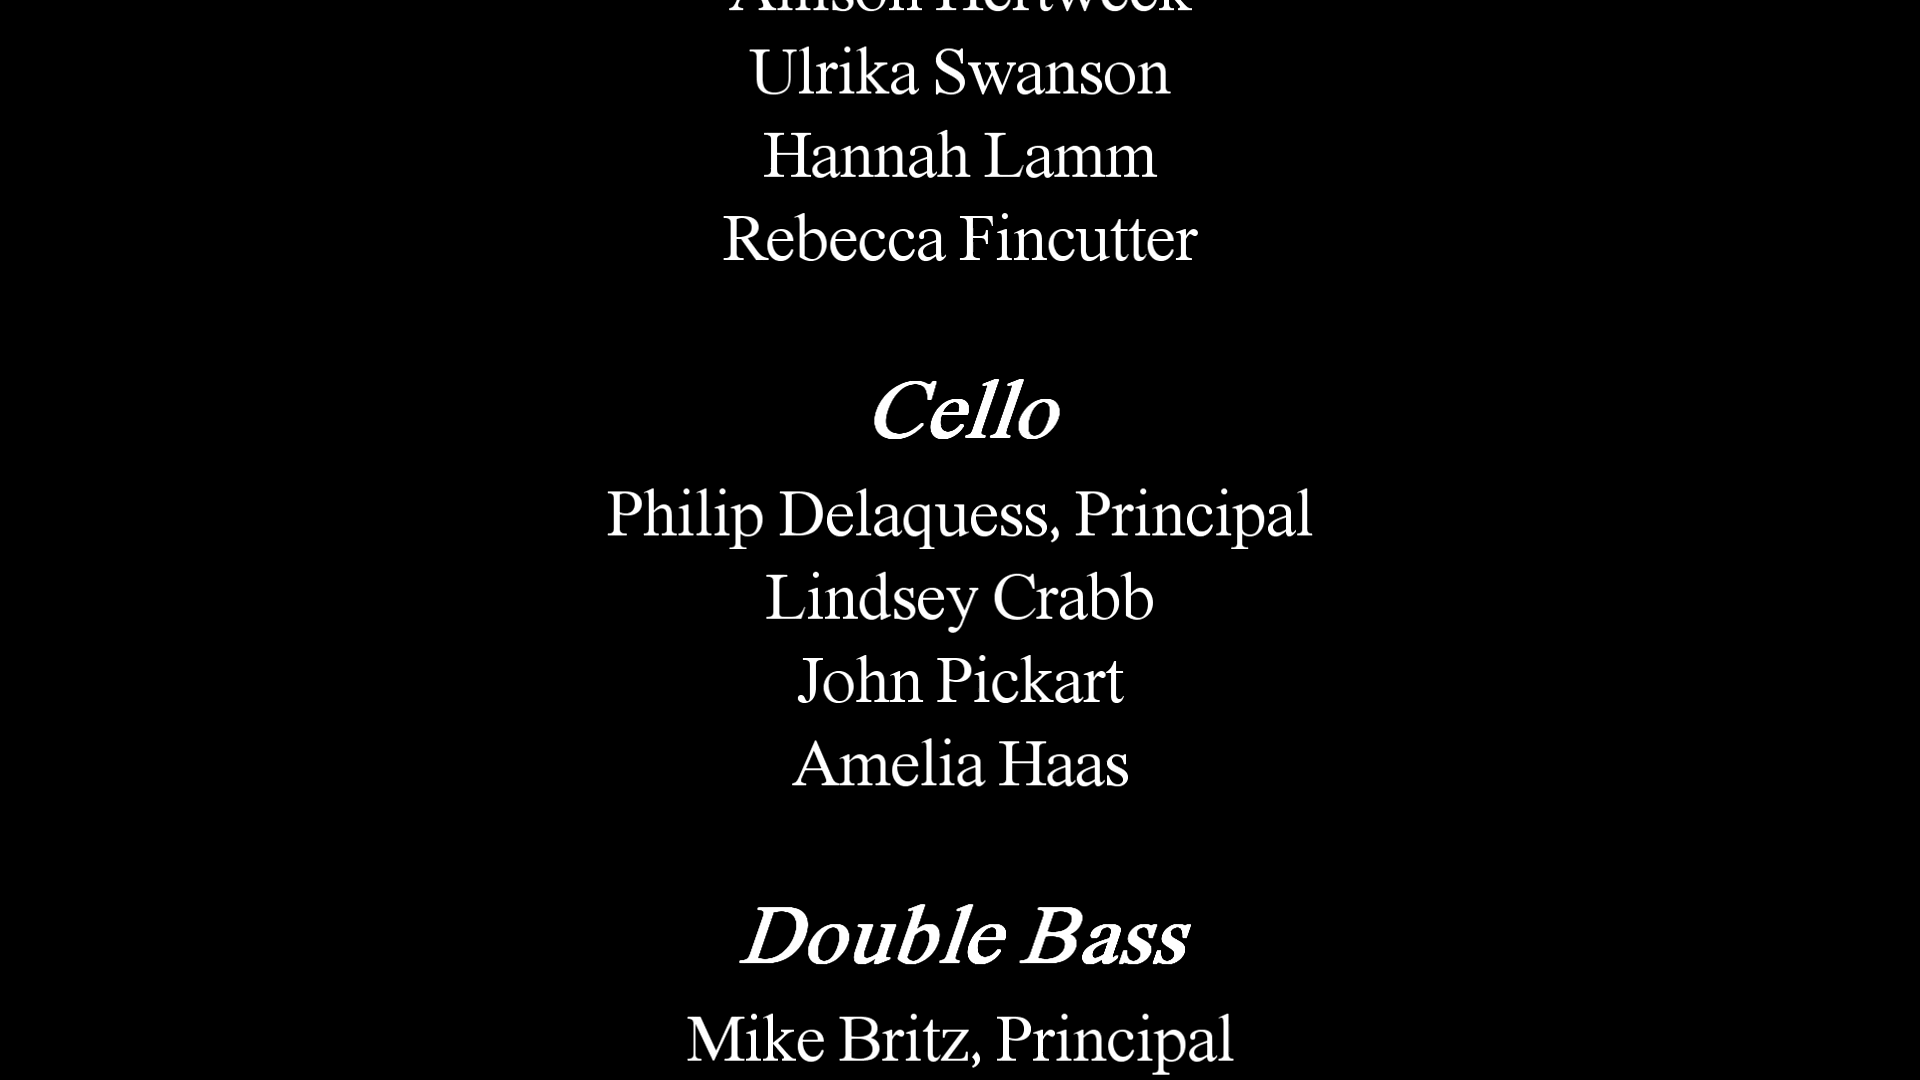 Hertweek
Ulrika Swanson
Hannah Lamm
Rebecca Fincutter
Cello
Philip Delaquess, Principal
Lindsey Crabb
John Pickart
Amelia Haas
Double Bass
Mike Britz, Principal